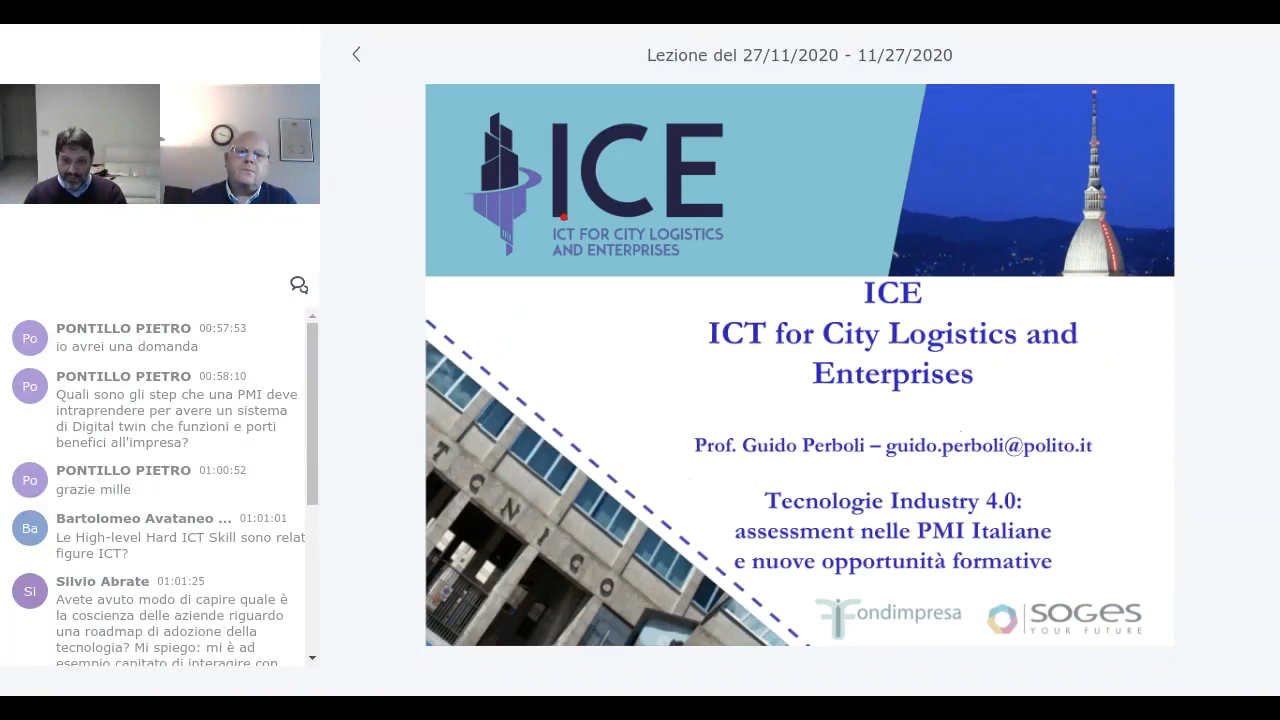 Lezione del 27/11/2020 - 11/27/2020
Po
PONTILLO PIETRO 00:57:53
io avrei una domanda
Po
PONTILLO PIETRO 00:58:10
Quali sono gli step che una PMI deve
intraprendere per avere un sistema
di Digital twin che funzioni e porti
benefici all'impresa?
Po
PONTILLO PIETRO 01:00:52
grazie mille
Ba
Bartolomeo Avataneo ... 01:01:01
Le High-level Hard ICT Skill sono relat
figure ICT?
Si
Silvio Abrate 01:01:25
Avete avuto modo di capire quale è
la coscienza delle aziende riguardo
una roadmap di adozione della
tecnologia? Mi spiego: mi è ad
esempio capitato di interagire con
ICE
ICT FOR CITY LOGISTICS
AND ENTERPRISES
ICE
ICT for City Logistics and
Enterprises
Prof. Guido Perboli – guido.perboli@polito.it
Tecnologie Industry 4.0:
assessment nelle PMI Italiane
e nuove opportunità formative
TCNICO
Fondimpresa
SOGES
YOUR FUTURE